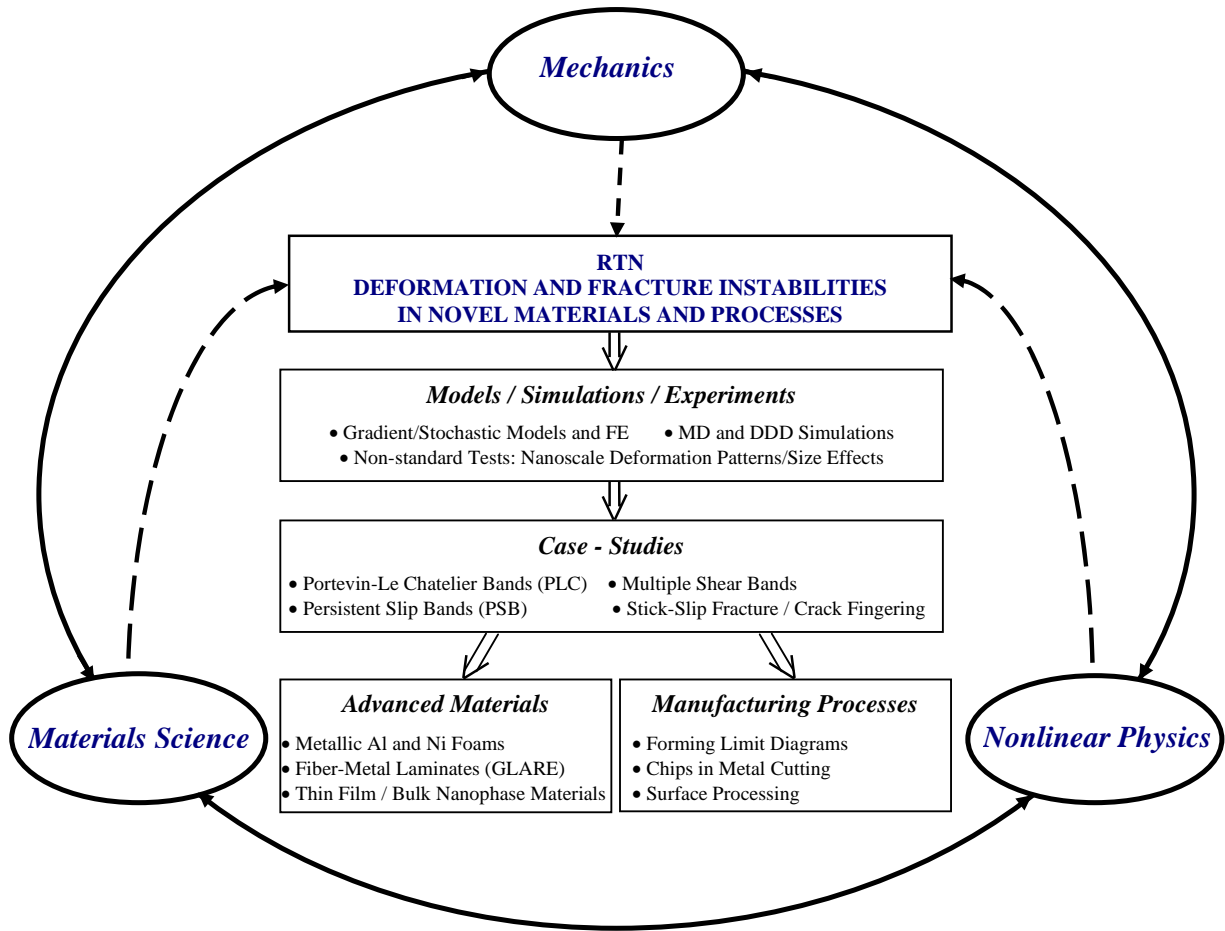 Mechanics
RTN
DEFORMATION AND FRACTURE INSTABILITIES
IN NOVEL MATERIALS AND PROCESSES
Models / Simulations / Experiments
• Gradient/Stochastic Models and FE • MD and DDD Simulations
• Non-standard Tests: Nanoscale Deformation Patterns/Size Effects
Case - Studies
• Portevin-Le Chatelier Bands (PLC) • Multiple Shear Bands
• Persistent Slip Bands (PSB) • Stick-Slip Fracture / Crack Fingering
Materials Science
Advanced Materials
• Metallic Al and Ni Foams
• Fiber-Metal Laminates (GLARE)
• Thin Film / Bulk Nanophase Materials
Manufacturing Processes
• Forming Limit Diagrams
• Chips in Metal Cutting
• Surface Processing
Nonlinear Physics